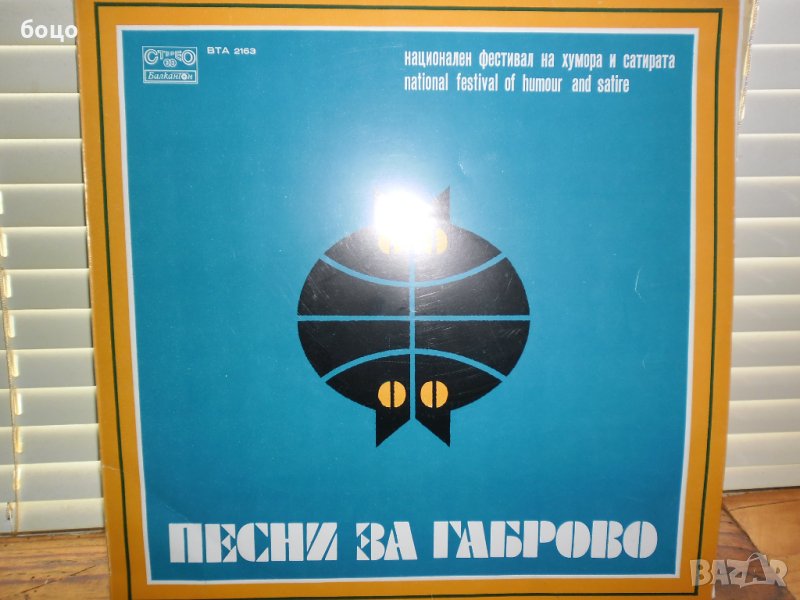 боцо
СТЕРЕО
Балкантон
ВТА 2163
национален фестивал на хумора и сатирата
national festival of humour and satire
ПЕСНИ ЗА ГАБРОВО
BAZAR